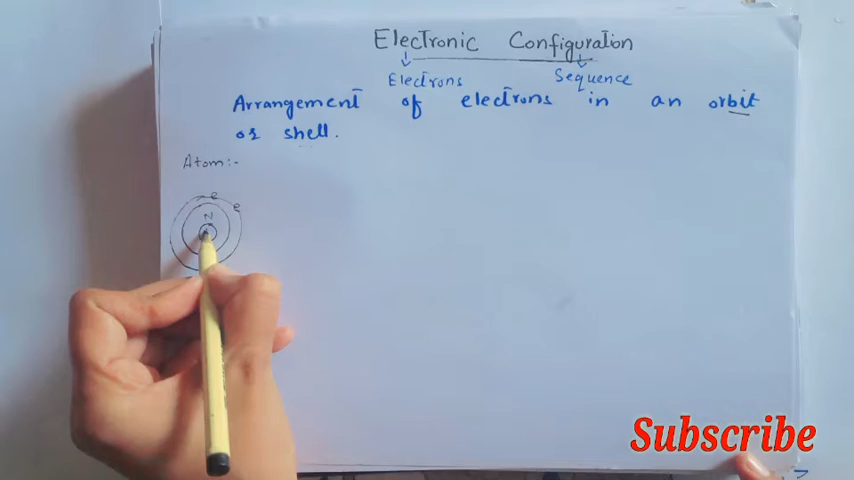 Electronic Configuration
Electrons Sequence
Arrangement of electrons in an orbit
or shell.
Atom:-
e
e
N
Subscribe